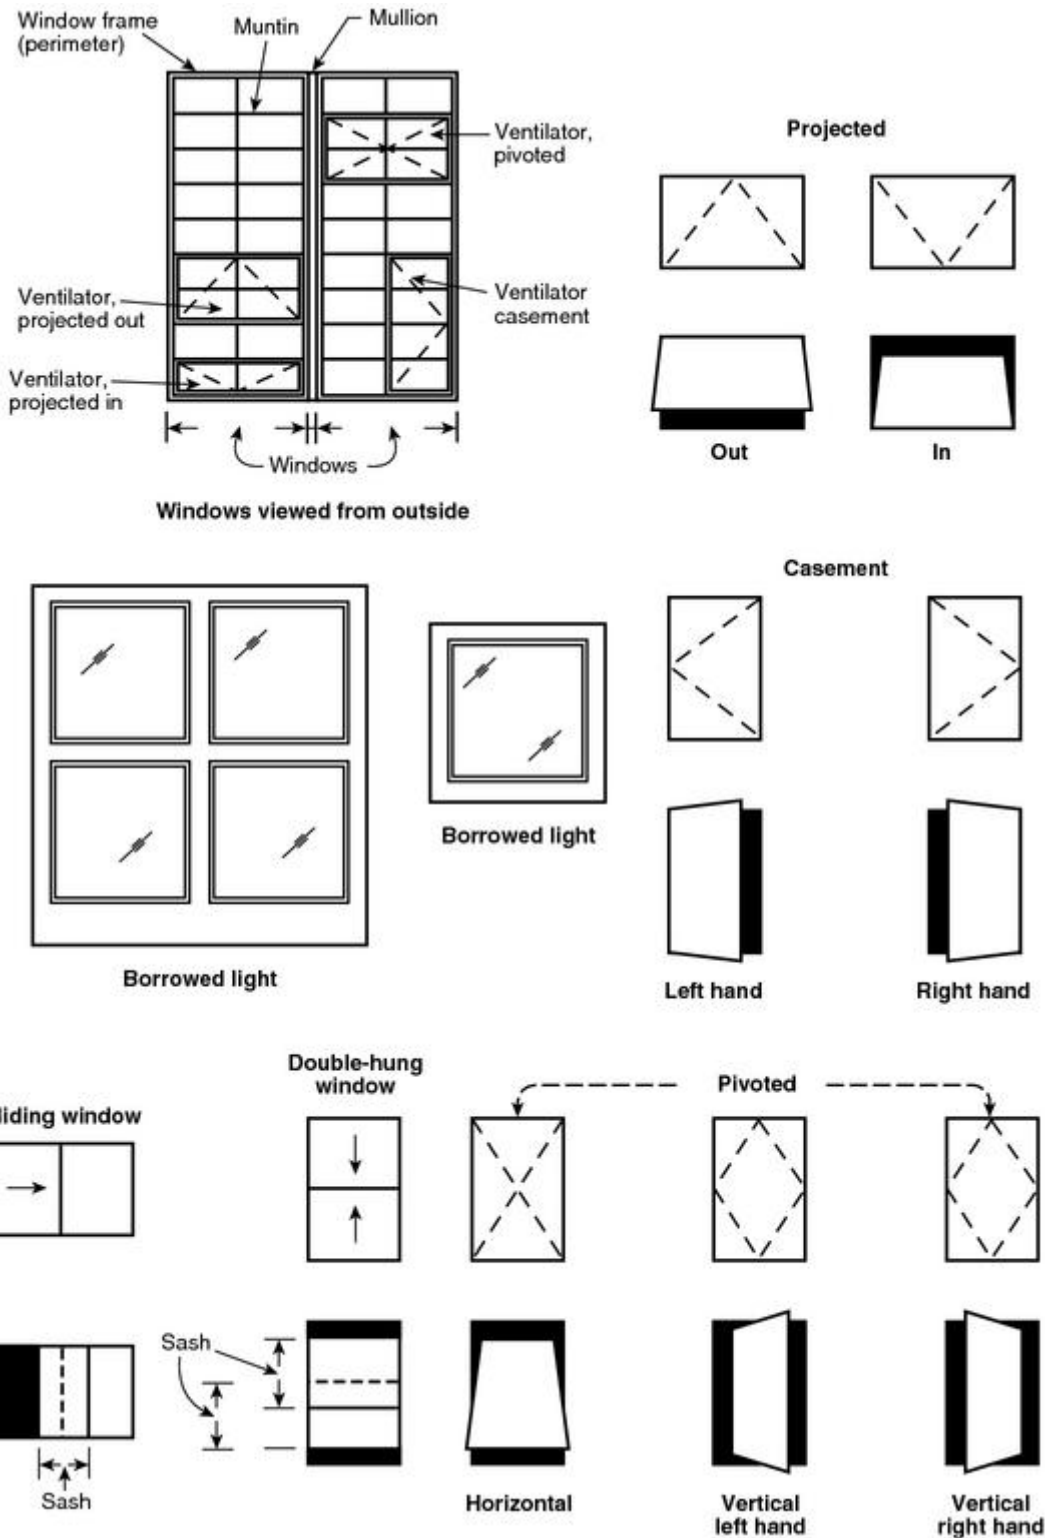 Window frame
(perimeter)
Muntin
Mullion
Ventilator,
pivoted
Ventilator,
projected out
Ventilator
casement
Ventilator,
projected in
Windows
Windows viewed from outside
Projected
Out
In
Borrowed light
Borrowed light
Casement
Left hand
Right hand
liding window
Sash
Double-hung
window
Sash
Pivoted
Horizontal
Vertical
left hand
Vertical
right hand